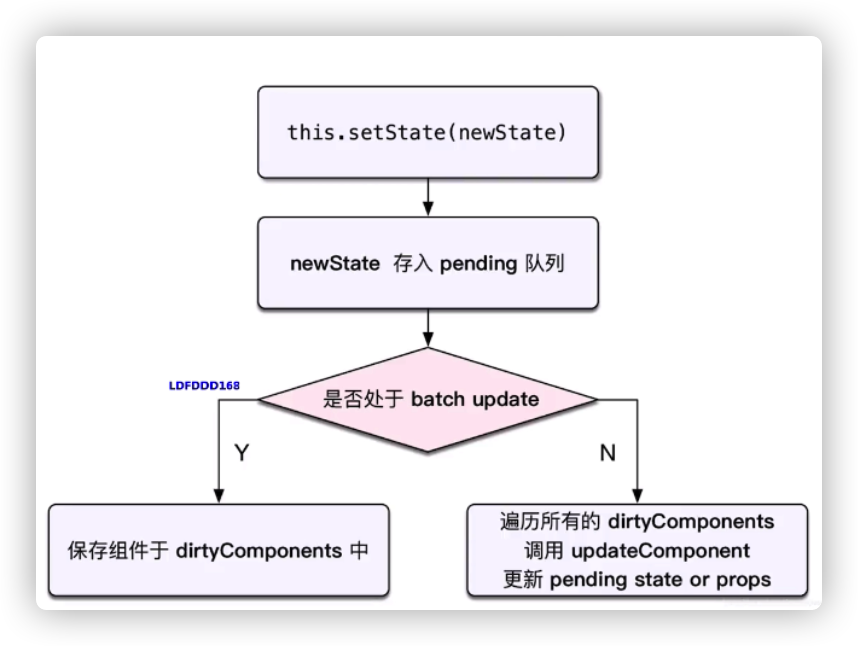 this.setState(newState)
newState 存入 pending 队列
LDFDDD168
是否处于 batch update
Y
N
保存组件于 dirtyComponents 中
遍历所有的 dirtyComponents
调用 updateComponent
更新 pending state or props